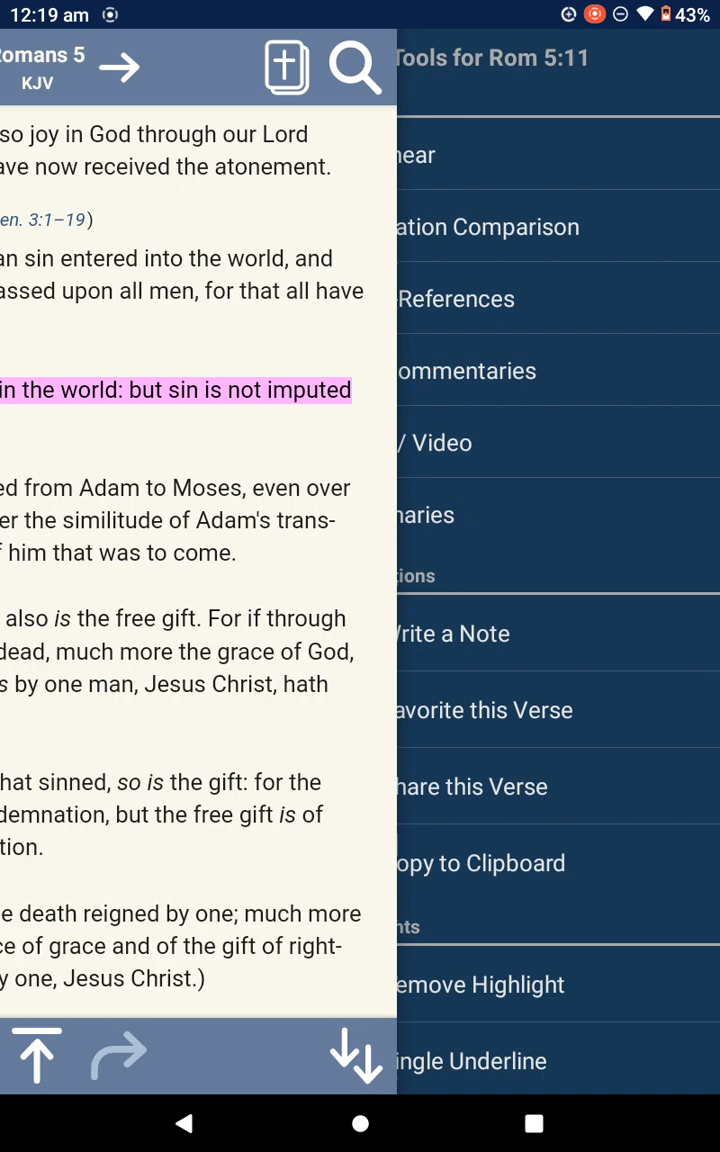 12:19 am
43%
Romans 5
KJV
so joy in God through our Lord
ave now received the atonement.
en. 3:1–19)
an sin entered into the world, and
assed upon all men, for that all have
in the world: but sin is not imputed
ed from Adam to Moses, even over
er the similitude of Adam's trans-
f him that was to come.
also is the free gift. For if through
dead, much more the grace of God,
s by one man, Jesus Christ, hath
hat sinned, so is the gift: for the
demnation, but the free gift is of
tion.
e death reigned by one; much more
ce of grace and of the gift of right-
y one, Jesus Christ.)
Tools for Rom 5:11
near
ation Comparison
-References
ommentaries
/ Video
naries
tions
Write a Note
avorite this Verse
hare this Verse
opy to Clipboard
hts
emove Highlight
ingle Underline